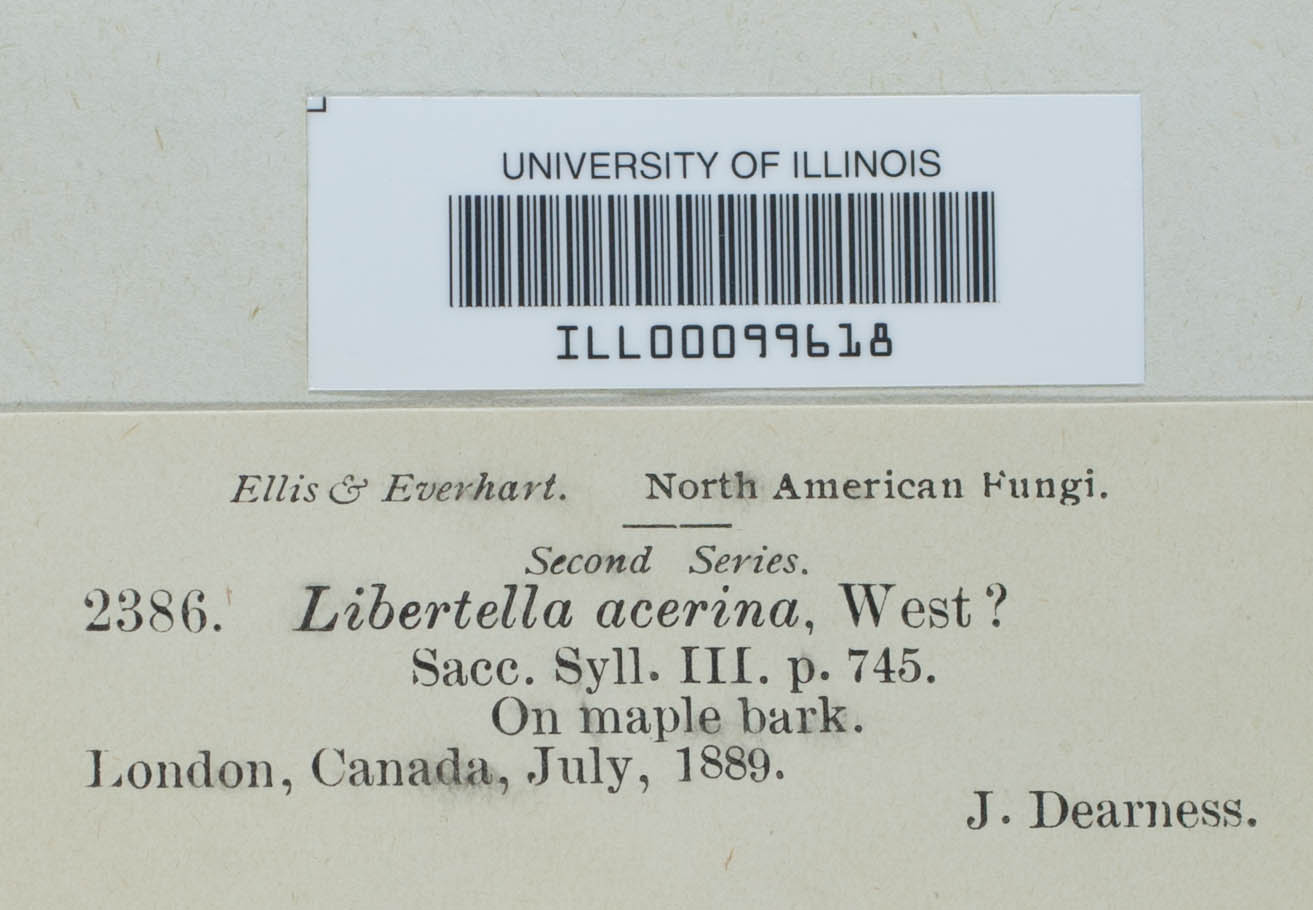 UNIVERSITY OF ILLINOIS
ILL00099618
Ellis & Everhart. North American Fungi.
Second Series.
2386. Libertella acerina, West?
Sacc. Syll. III. p. 745.
On maple bark.
London, Canada, July, 1889.
J. Dearness.